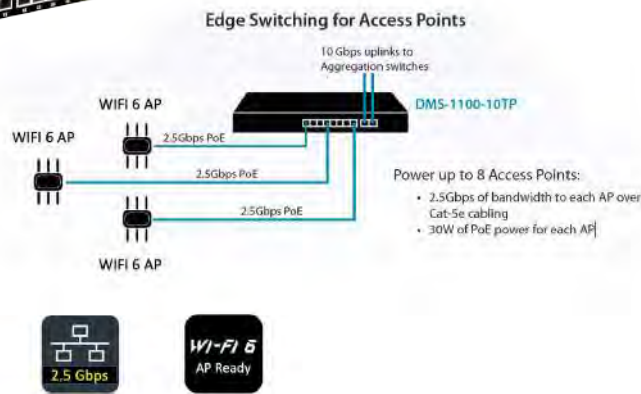 Edge Switching for Access Points
10 Gbps uplinks to
Aggregation switches
WIFI 6 AP
DMS-1100-10TP
WIFI 6 AP
2.5Gbps PoE
2.5Gbps PoE
Power up to 8 Access Points:
• 2.5Gbps of bandwidth to each AP over
Cat-5e cabling
2.5Gbps PoE
• 30W of PoE power for each AP
WIFI 6 AP
2.5 Gbps
WI-FI 6
AP Ready